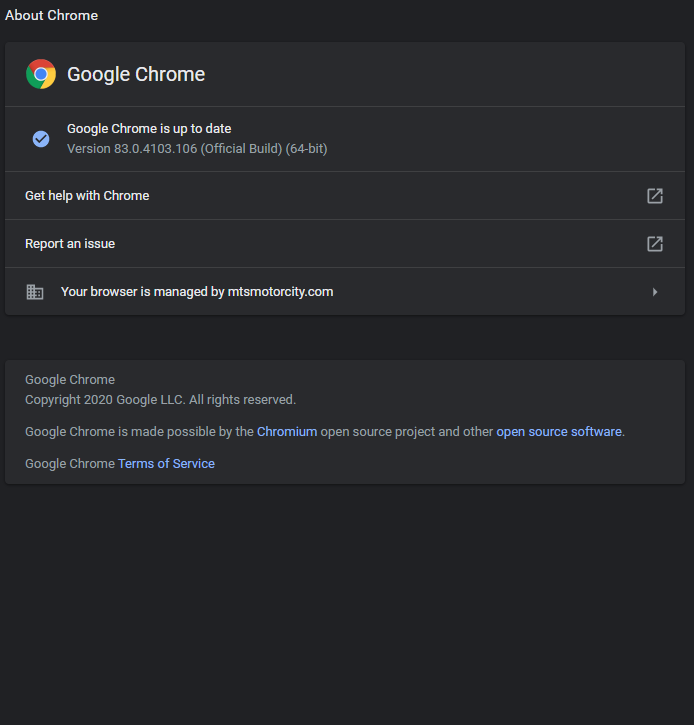 About Chrome
Google Chrome
Google Chrome is up to date
Version 83.0.4103.106 (Official Build) (64-bit)
Get help with Chrome
Report an issue
Your browser is managed by mtsmotorcity.com
Google Chrome
Copyright 2020 Google LLC. All rights reserved.
Google Chrome is made possible by the Chromium open source project and other open source software.
Google Chrome Terms of Service